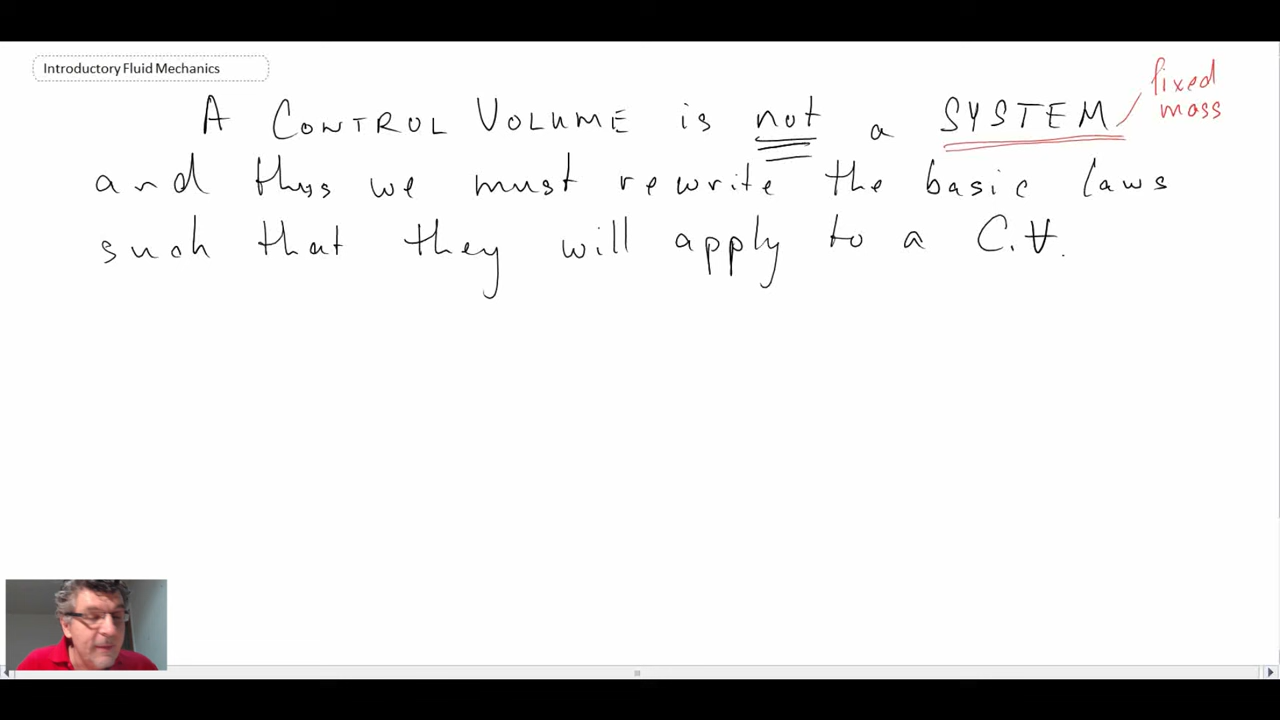 Introductory Fluid Mechanics
A CONTROL VOLUME is not a SYSTEM
fixed
mass
and thus we must rewrite the basic laws
such that they will apply to a C.V.